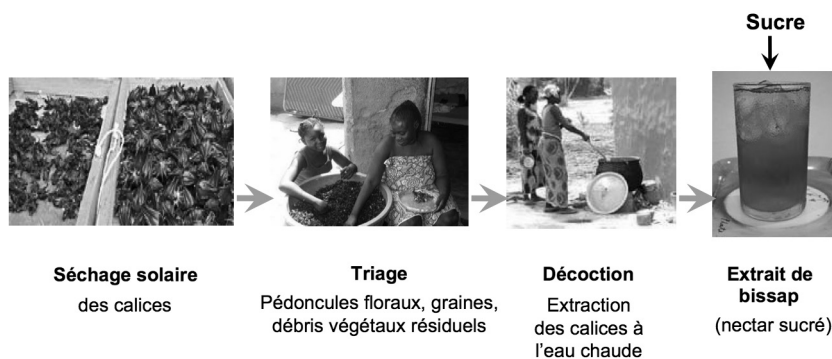 Sucre
Séchage solaire
des calices
Triage
Pédoncules floraux, graines,
débris végétaux résiduels
Décoction
Extraction
des calices à
l'eau chaude
Extrait de
bissap
(nectar sucré)